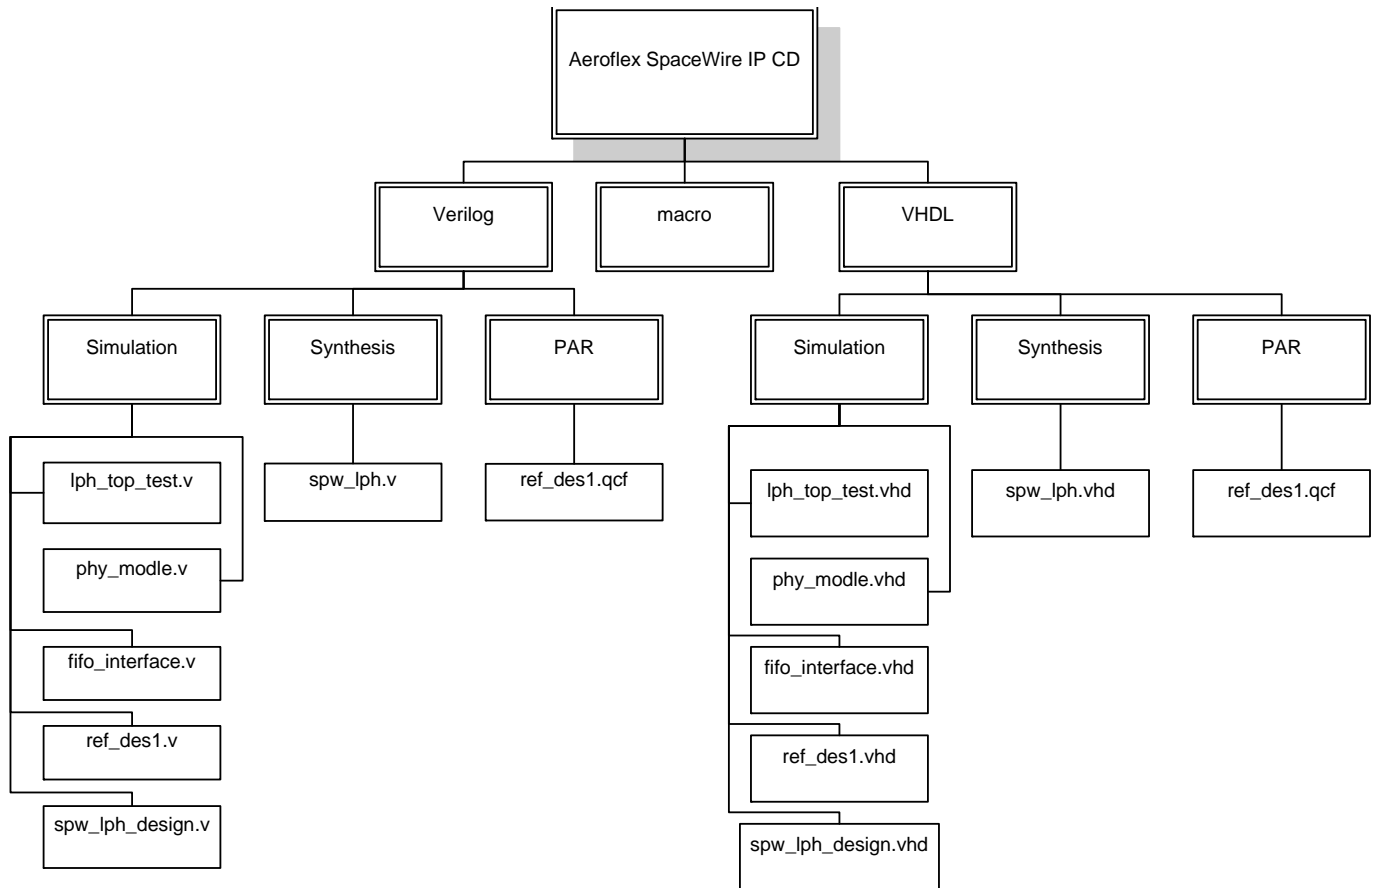 Aeroflex SpaceWire IP CD
Verilog
macro
VHDL
Simulation
Synthesis
PAR
Simulation
Synthesis
PAR
lph_top_test.v
spw_lph.v
ref_des1.qcf
lph_top_test.vhd
spw_lph.vhd
ref_des1.qcf
phy_modle.v
phy_modle.vhd
fifo_interface.v
fifo_interface.vhd
ref_des1.v
ref_des1.vhd
spw_lph_design.v
spw_lph_design.vhd